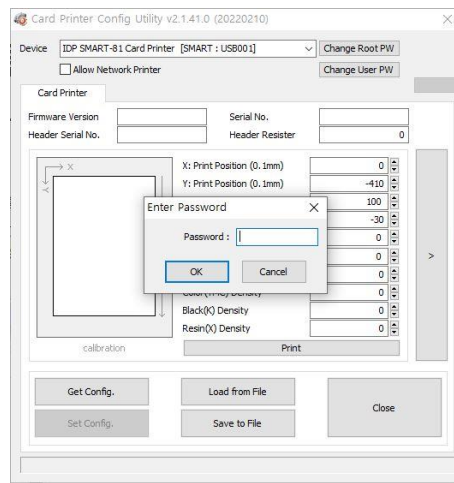 Card Printer Config Utility v2.1.41.0 (20220210)
Device IDP SMART-81 Card Printer [SMART : USB001] Change Root PW
Allow Network Printer Change User PW
Card Printer
Firmware Version Serial No.
Header Serial No. Header Resister 0
X
Y
X: Print Position (0.1mm) 0
Y: Print Position (0.1mm) -410
100
-30
0
0
0
Enter Password
Password :
OK Cancel
Density 0
Black(K) Density 0
Resin(X) Density 0
calibration Print
>
Get Config. Load from File Close
Set Config. Save to File